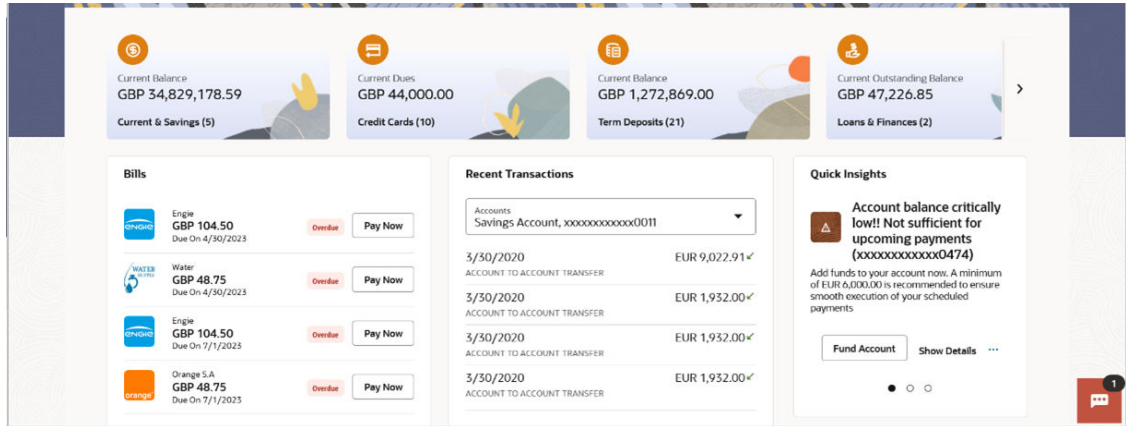 Current Balance
GBP 34,829,178.59
Current & Savings (5)
Current Dues
GBP 44,000.00
Credit Cards (10)
Current Balance
GBP 1,272,869.00
Term Deposits (21)
Current Outstanding Balance
GBP 47,226.85
Loans & Finances (2)
Bills
ENGIE
Engie
GBP 104.50
Due On 4/30/2023
Overdue
Pay Now
WATER
SUPPLY
Water
GBP 48.75
Due On 4/30/2023
Overdue
Pay Now
ENGIE
Engie
GBP 104.50
Due On 7/1/2023
Overdue
Pay Now
orange
Orange S.A
GBP 48.75
Due On 7/1/2023
Overdue
Pay Now
Recent Transactions
Accounts
Savings Account, xxxxxxxxxxxx0011
3/30/2020 EUR 9,022.91
ACCOUNT TO ACCOUNT TRANSFER
3/30/2020 EUR 1,932.00
ACCOUNT TO ACCOUNT TRANSFER
3/30/2020 EUR 1,932.00
ACCOUNT TO ACCOUNT TRANSFER
3/30/2020 EUR 1,932.00
ACCOUNT TO ACCOUNT TRANSFER
Quick Insights
Account balance critically
low!! Not sufficient for
upcoming payments
(xxxxxxxxxxxx0474)
Add funds to your account now. A minimum
of EUR 6,000.00 is recommended to ensure
smooth execution of your scheduled
payments
Fund Account
Show Details ...
1